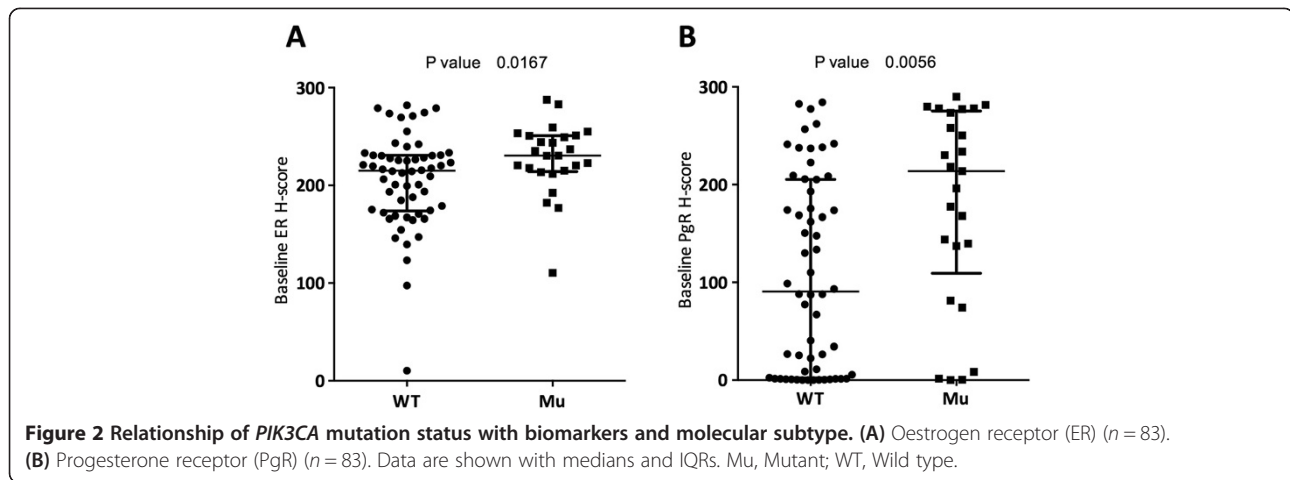 A
P value 0.0167
Baseline ER H-score
300
200
100
0
WT
Mu
B
P value 0.0056
Baseline PgR H-score
300
200
100
0
WT
Mu
Figure 2 Relationship of PIK3CA mutation status with biomarkers and molecular subtype. (A) Oestrogen receptor (ER) (n = 83).
(B) Progesterone receptor (PgR) (n = 83). Data are shown with medians and IQRs. Mu, Mutant; WT, Wild type.